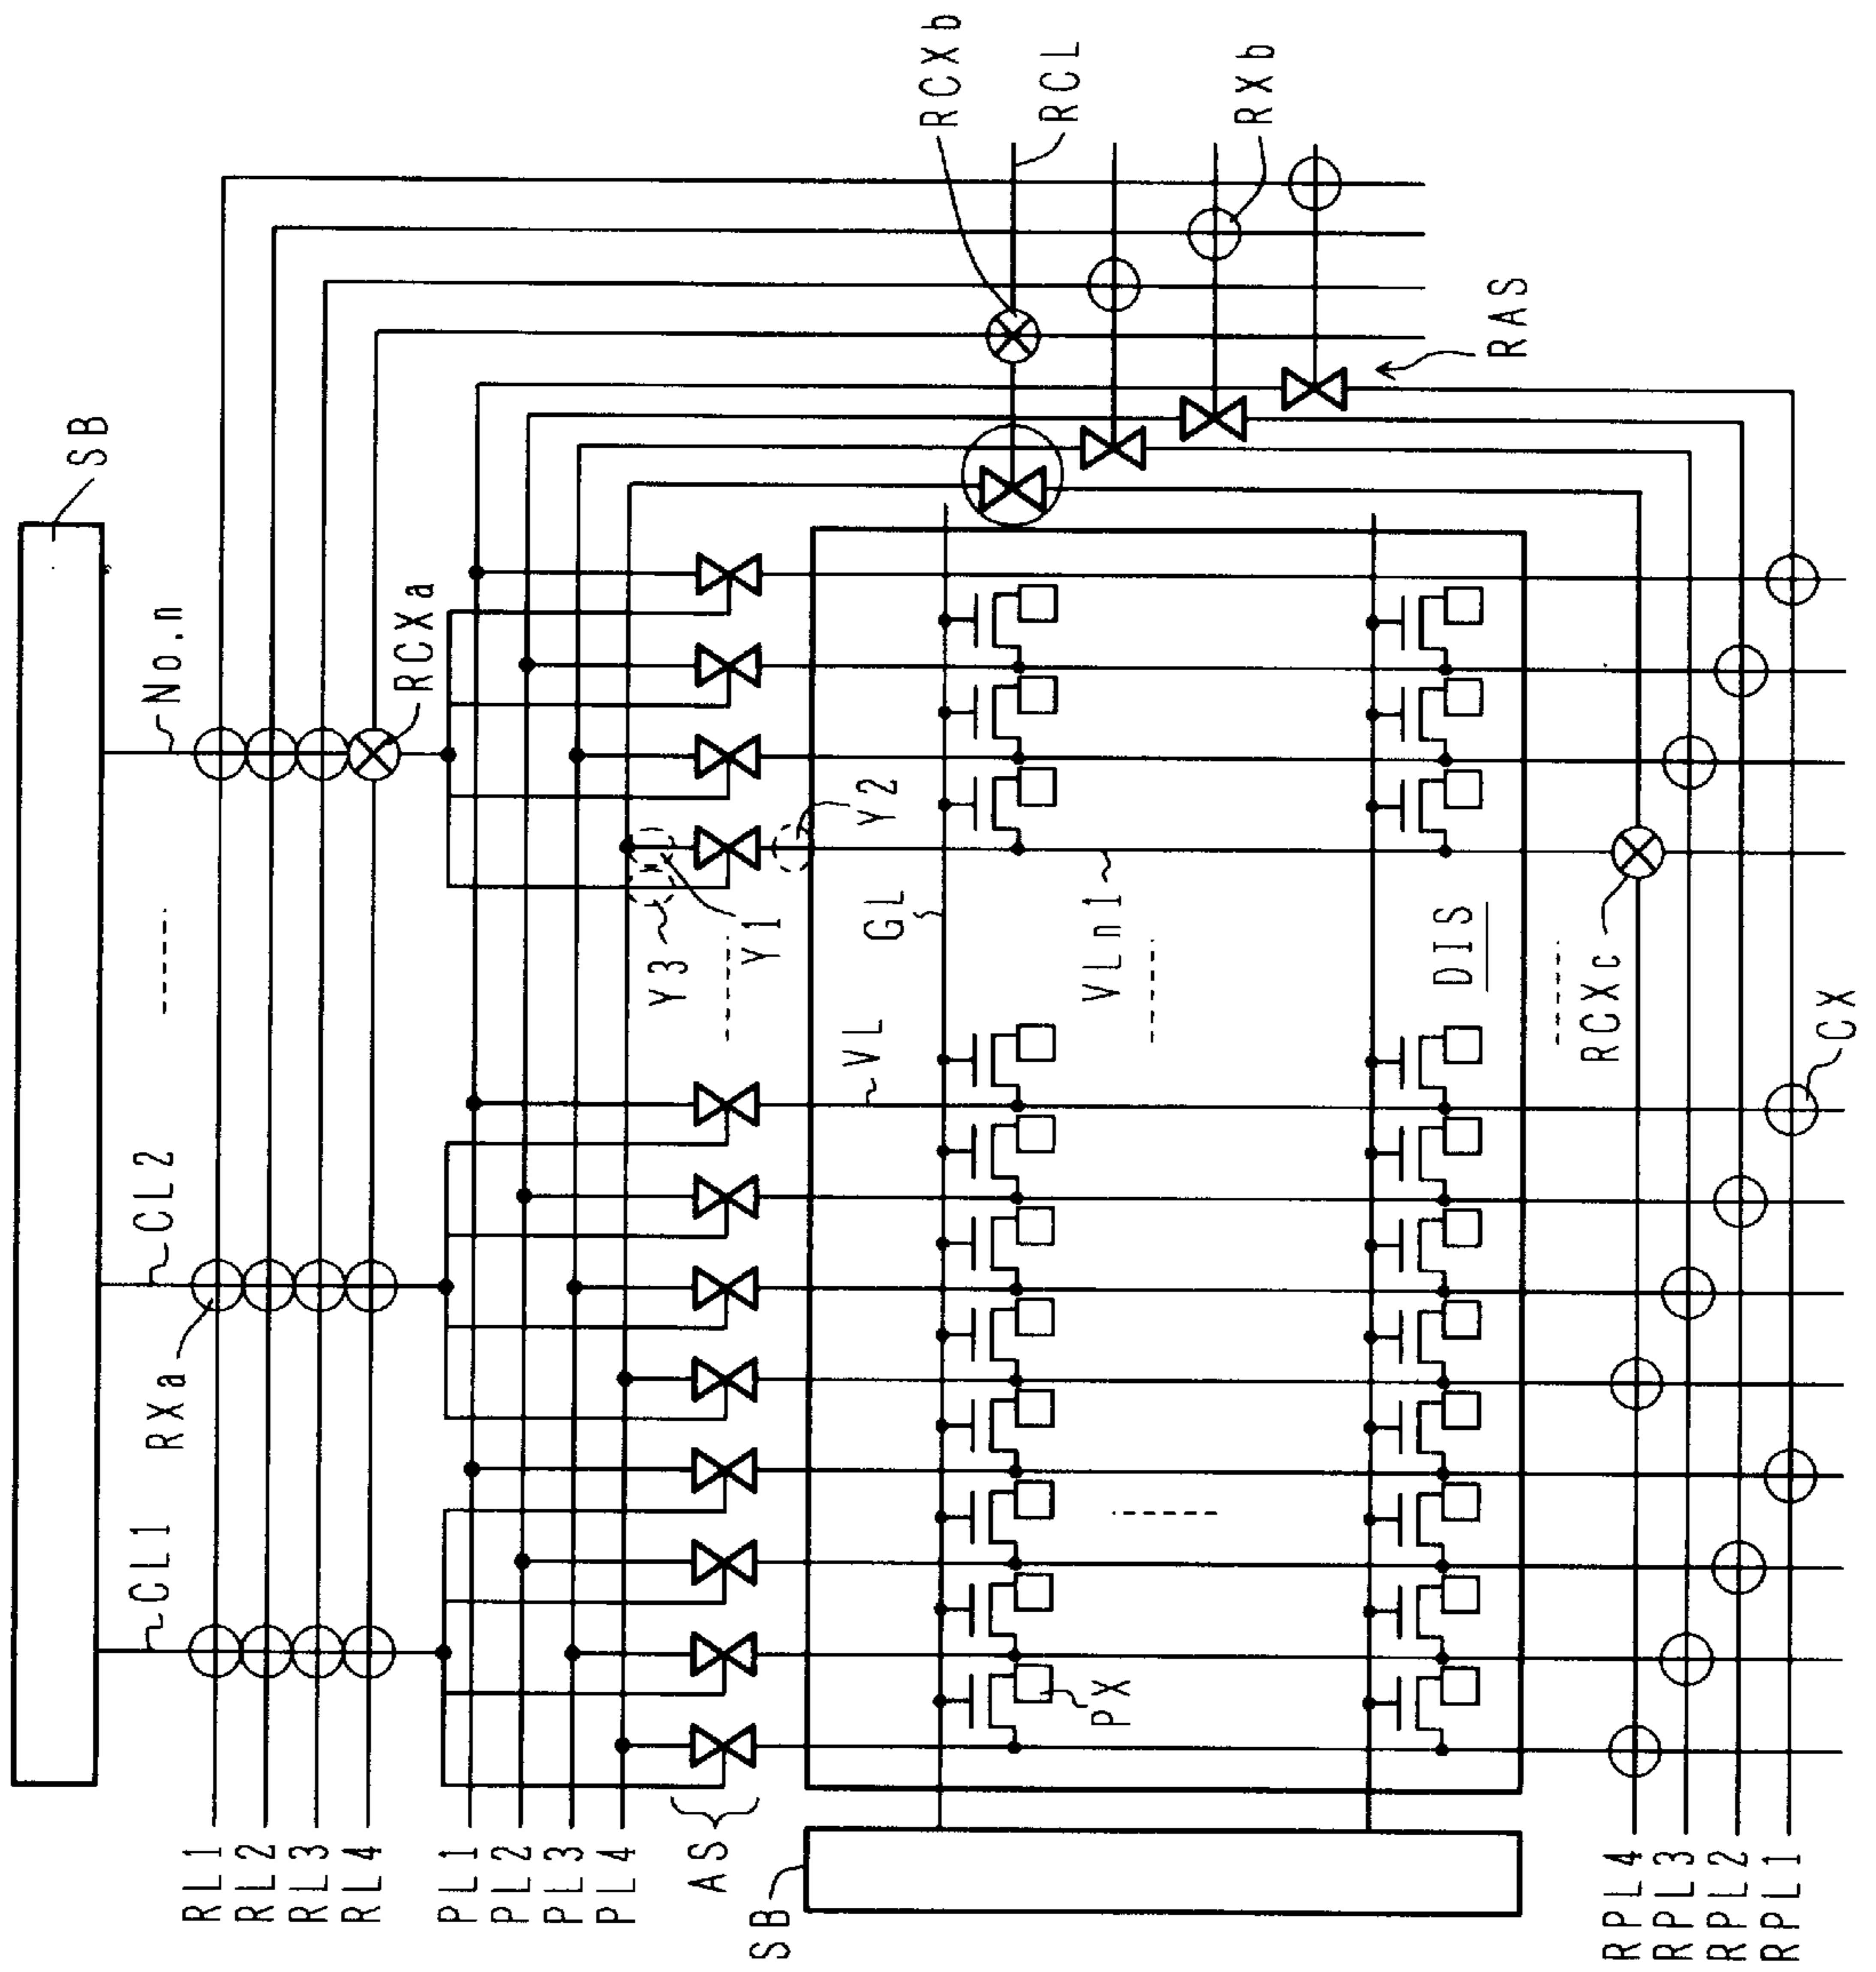 SB
No.n
CL2
CL1
RCXa
RXa
RL1
RL2
RL3
RL4
PL1
PL2
PL3
PL4
AS
SB
Y3
Y1
Y2
VL
GL
VLn1
PX
DIS
RCXb
RCL
RXb
RAS
RCXc
CX
RPL4
RPL3
RPL2
RPL1